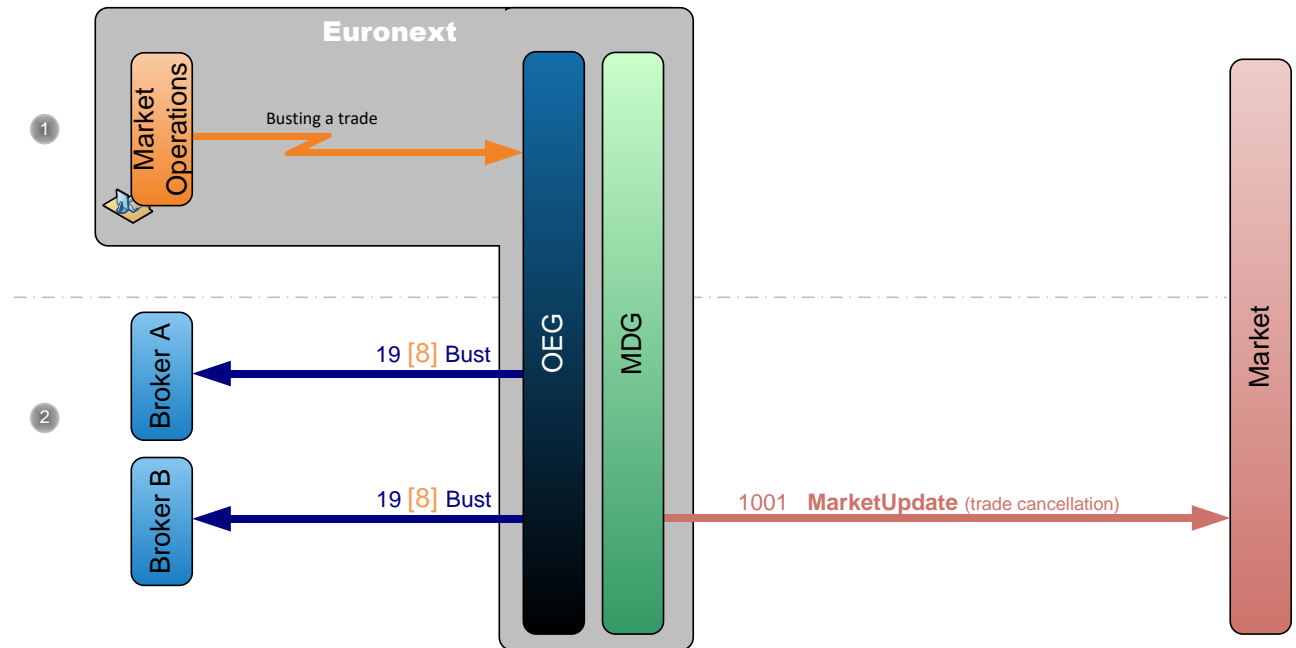 Euronext
1
Market
Operations
Busting a trade
OEG
MDG
Market
2
Broker A
19 [8] Bust
Broker B
19 [8] Bust
1001 MarketUpdate (trade cancellation)